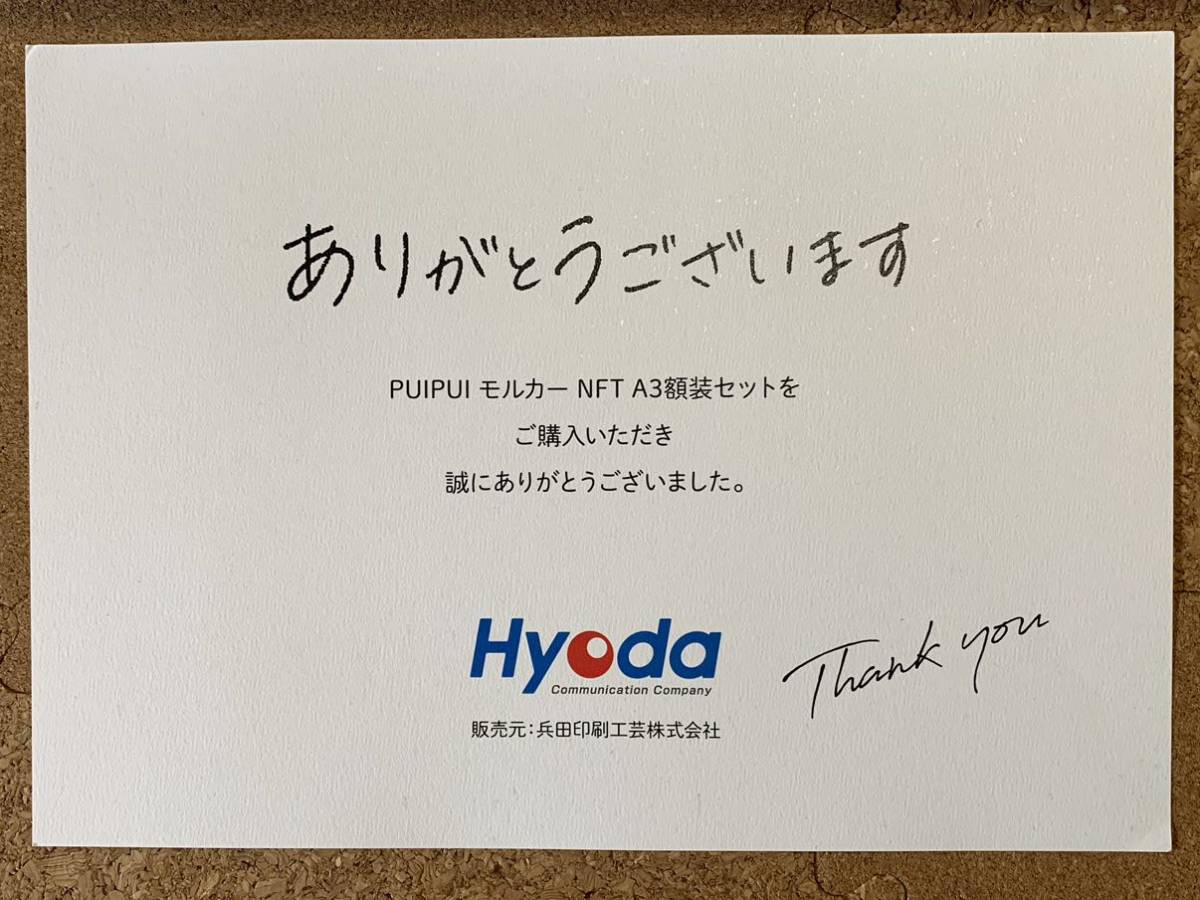 ありがとうございます
PUIPUI モルカー NFT A3額装セットを
ご購入いただき
誠にありがとうございました。
Hyoda
Communication Company
販売元：兵田印刷工芸株式会社
Thank you